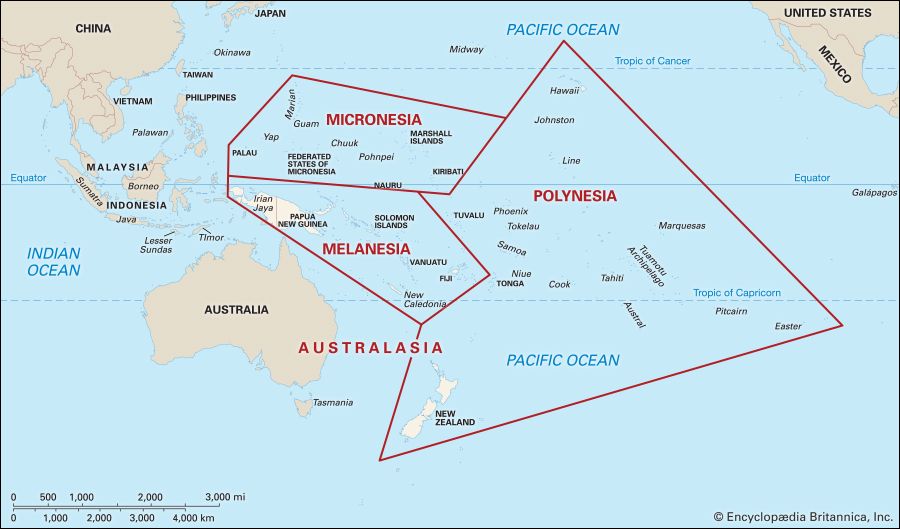 JAPAN
PACIFIC OCEAN
UNITED STATES
CHINA
Okinawa
Midway
MEXICO
Tropic of Cancer
TAIWAN
Hawaii
VIETNAM
PHILIPPINES
Marian
Guam
MICRONESIA
Johnston
Palawan
Yap
Chuuk
MARSHALL
ISLANDS
PALAU
FEDERATED
STATES OF
MICRONESIA
Pohnpei
Line
MALAYSIA
KIRIBATI
Equator
Equator
Sumatra
Borneo
NAURU
POLYNESIA
Galápagos
INDONESIA
Irian
Jaya
PAPUA
NEW GUINEA
SOLOMON
ISLANDS
TUVALU
Phoenix
Java
Tokelau
Marquesas
Lesser
Sundas
Timor
MELANESIA
Samoa
INDIAN
OCEAN
VANUATU
Tuamotu
Archipelago
FIJI
Niue
TONGA
Cook
Tahiti
New
Caledonia
Tropic of Capricorn
AUSTRALIA
Austral
Pitcairn
Easter
AUSTRALASIA
PACIFIC OCEAN
Tasmania
NEW
ZEALAND
0 500 1,000 2,000 3,000 mi
0 1,000 2,000 3,000 4,000 km
© Encyclopædia Britannica, Inc.